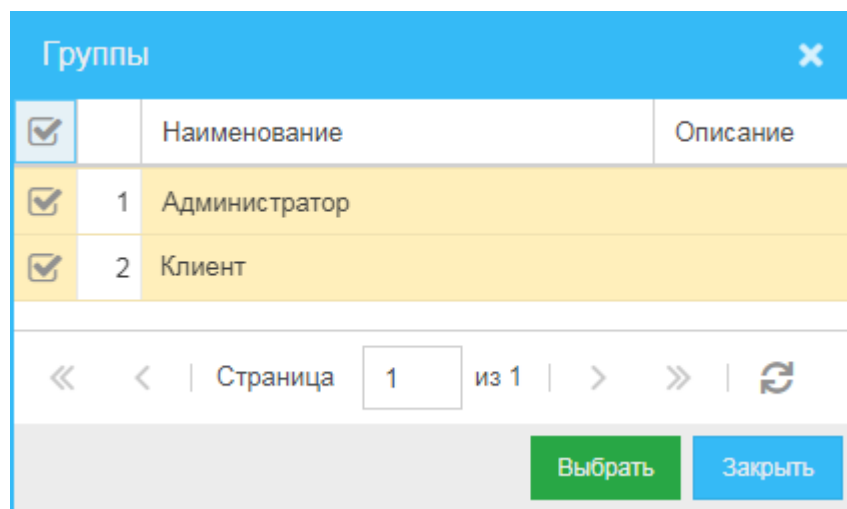 Группы
Наименование Описание
1 Администратор
2 Клиент
Страница 1 из 1
Выбрать Закрыть